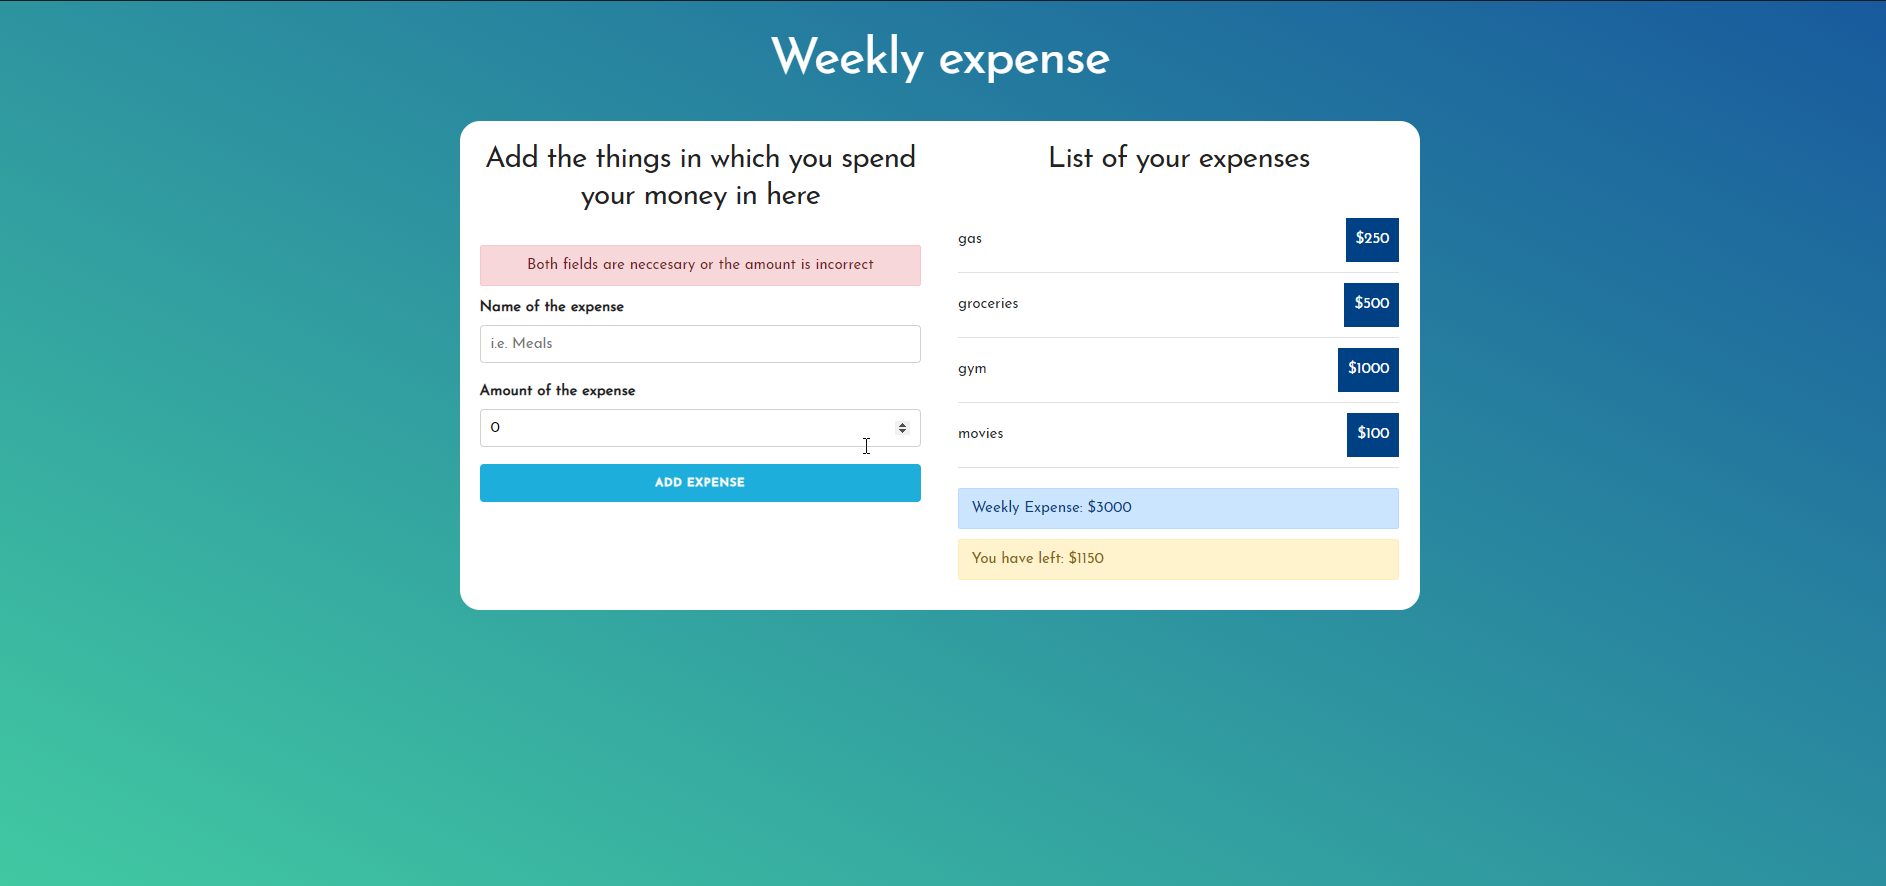 Weekly expense
Add the things in which you spend
your money in here
Both fields are neccesary or the amount is incorrect
Name of the expense
i.e. Meals
Amount of the expense
0
ADD EXPENSE
List of your expenses
gas $250
groceries $500
gym $1000
movies $100
Weekly Expense: $3000
You have left: $1150